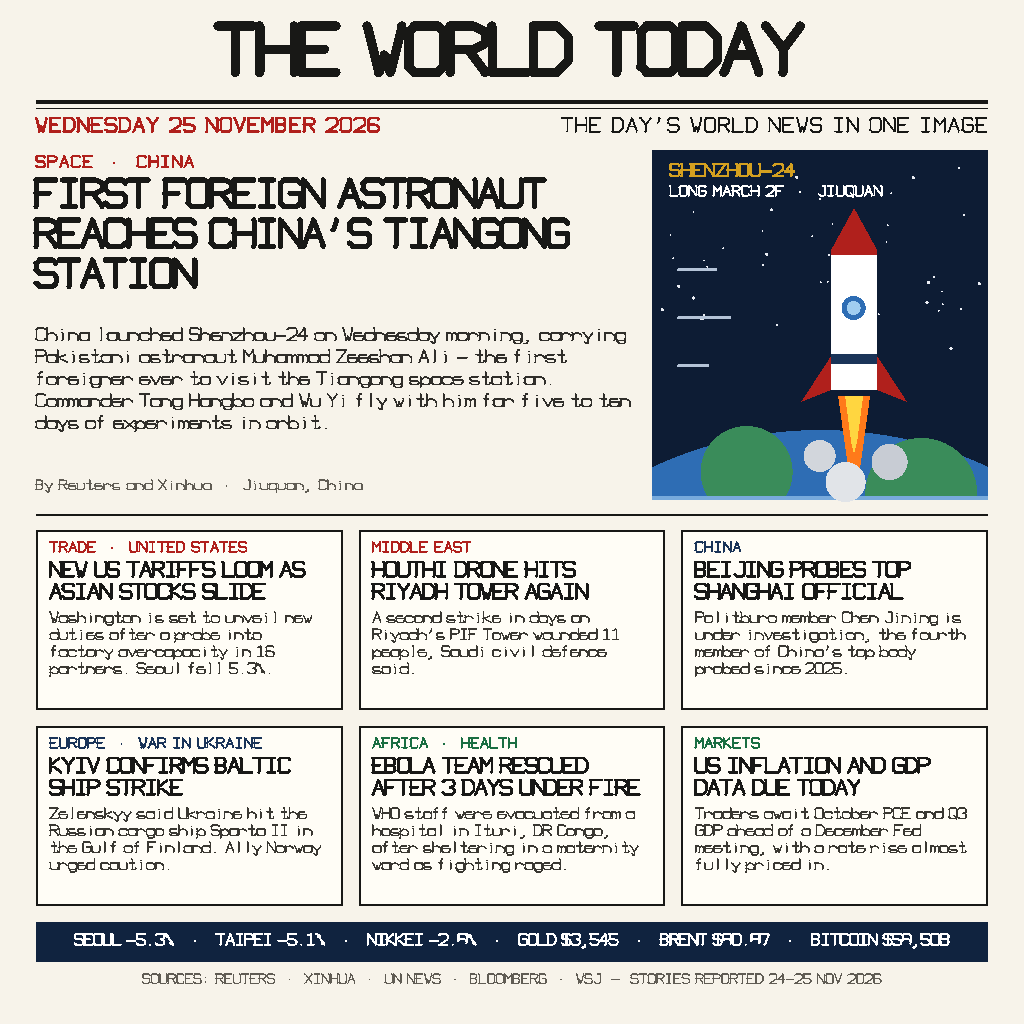 THE WORLD TODAY
WEDNESDAY 25 NOVEMBER 2026
THE DAY'S WORLD NEWS IN ONE IMAGE
SPACE · CHINA
FIRST FOREIGN ASTRONAUT
REACHES CHINA'S TIANGONG
STATION
China launched Shenzhou-24 on Wednesday morning, carrying
Pakistani astronaut Muhammad Zeeshan Ali - the first
foreigner ever to visit the Tiangong space station.
Commander Tang Hongbo and Wu Yi fly with him for five to ten
days of experiments in orbit.
By Reuters and Xinhua · Jiuquan, China
SHENZHOU-24
LONG MARCH 2F · JIUQUAN
TRADE · UNITED STATES
NEW US TARIFFS LOOM AS
ASIAN STOCKS SLIDE
Washington is set to unveil new
duties after a probe into
factory overcapacity in 16
partners. Seoul fell 5.3%.
MIDDLE EAST
HOUTHI DRONE HITS
RIYADH TOWER AGAIN
A second strike in days on
Riyadh's PIF Tower wounded 11
people, Saudi civil defence
said.
CHINA
BEIJING PROBES TOP
SHANGHAI OFFICIAL
Politburo member Chen Jining is
under investigation, the fourth
member of China's top body
probed since 2025.
EUROPE · WAR IN UKRAINE
KYIV CONFIRMS BALTIC
SHIP STRIKE
Zelenskyy said Ukraine hit the
Russian cargo ship Sparta II in
the Gulf of Finland. Ally Norway
urged caution.
AFRICA · HEALTH
EBOLA TEAM RESCUED
AFTER 3 DAYS UNDER FIRE
WHO staff were evacuated from a
hospital in Ituri, DR Congo,
after sheltering in a maternity
ward as fighting raged.
MARKETS
US INFLATION AND GDP
DATA DUE TODAY
Traders await October PCE and Q3
GDP ahead of a December Fed
meeting, with a rate rise almost
fully priced in.
SEOUL -5.3% · TAIPEI -5.1% · NIKKEI · GOLD $3,545 · BRENT $90.97 · BITCOIN $59,508
SOURCES: REUTERS · XINHUA · UN NEWS · BLOOMBERG · WSJ - STORIES REPORTED 24-25 NOV 2026